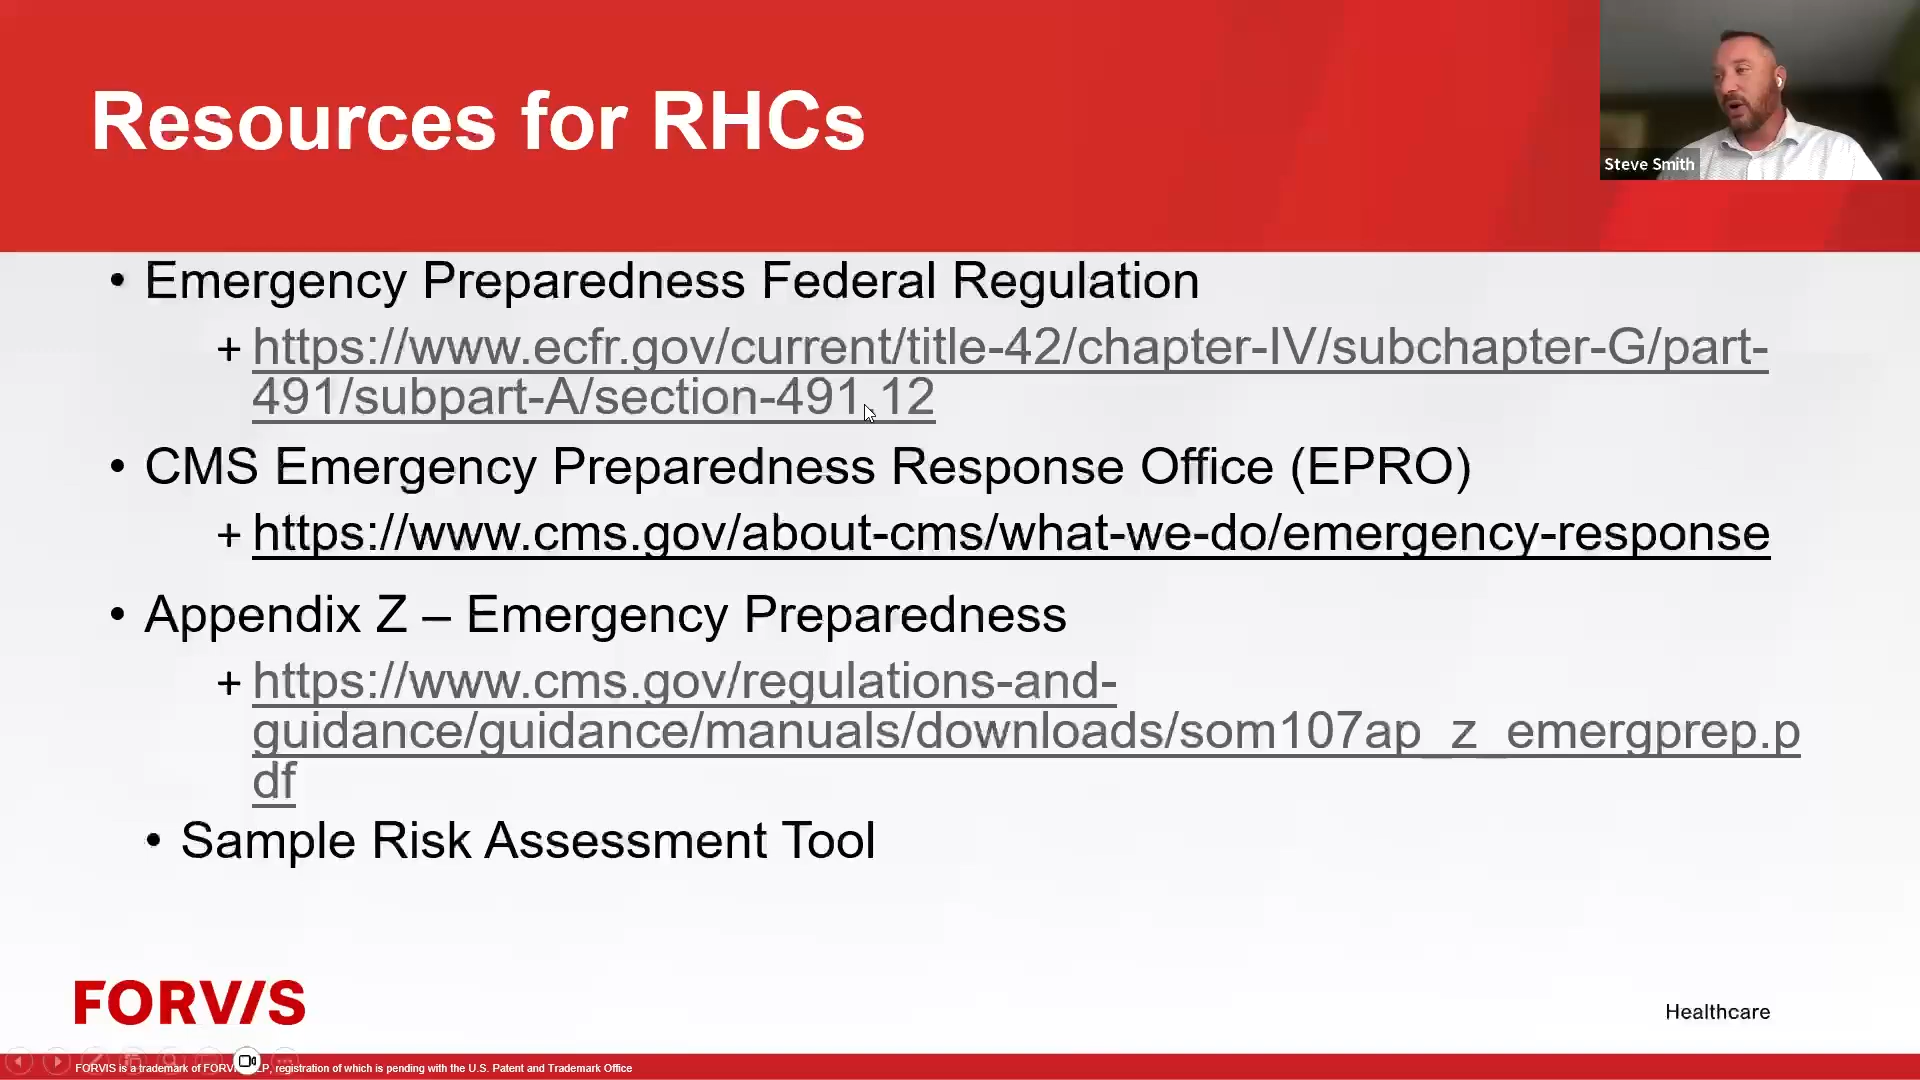 Resources for RHCs
Steve Smith
• Emergency Preparedness Federal Regulation
+ https://www.ecfr.gov/current/title-42/chapter-IV/subchapter-G/part-
491/subpart-A/section-491.12
• CMS Emergency Preparedness Response Office (EPRO)
+ https://www.cms.gov/about-cms/what-we-do/emergency-response
• Appendix Z – Emergency Preparedness
+ https://www.cms.gov/regulations-and-
guidance/guidance/manuals/downloads/som107ap_z_emergprep.p
df
• Sample Risk Assessment Tool
FORVIS
Healthcare
FORVIS is a trademark of FORVIS, LLP, registration of which is pending with the U.S. Patent and Trademark Office